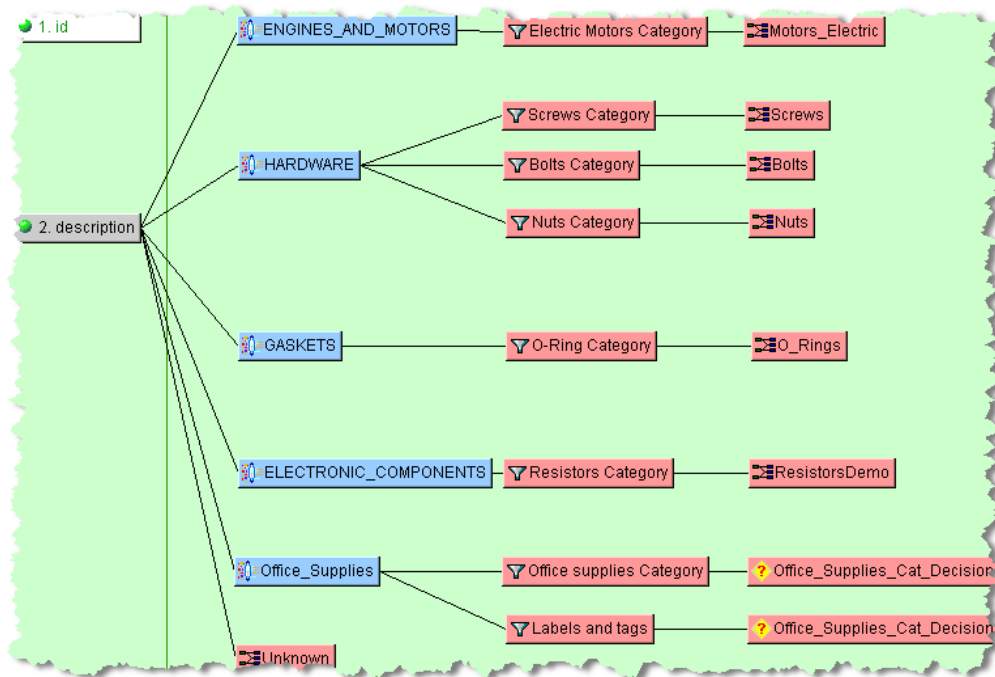 1. id
ENGINES_AND_MOTORS
Electric Motors Category
Motors_Electric
Screws Category
Screws
HARDWARE
Bolts Category
Bolts
2. description
Nuts Category
Nuts
GASKETS
O-Ring Category
O_Rings
ELECTRONIC_COMPONENTS
Resistors Category
ResistorsDemo
Office_Supplies
Office supplies Category
? Office_Supplies_Cat_Decision
Labels and tags
? Office_Supplies_Cat_Decision
Unknown